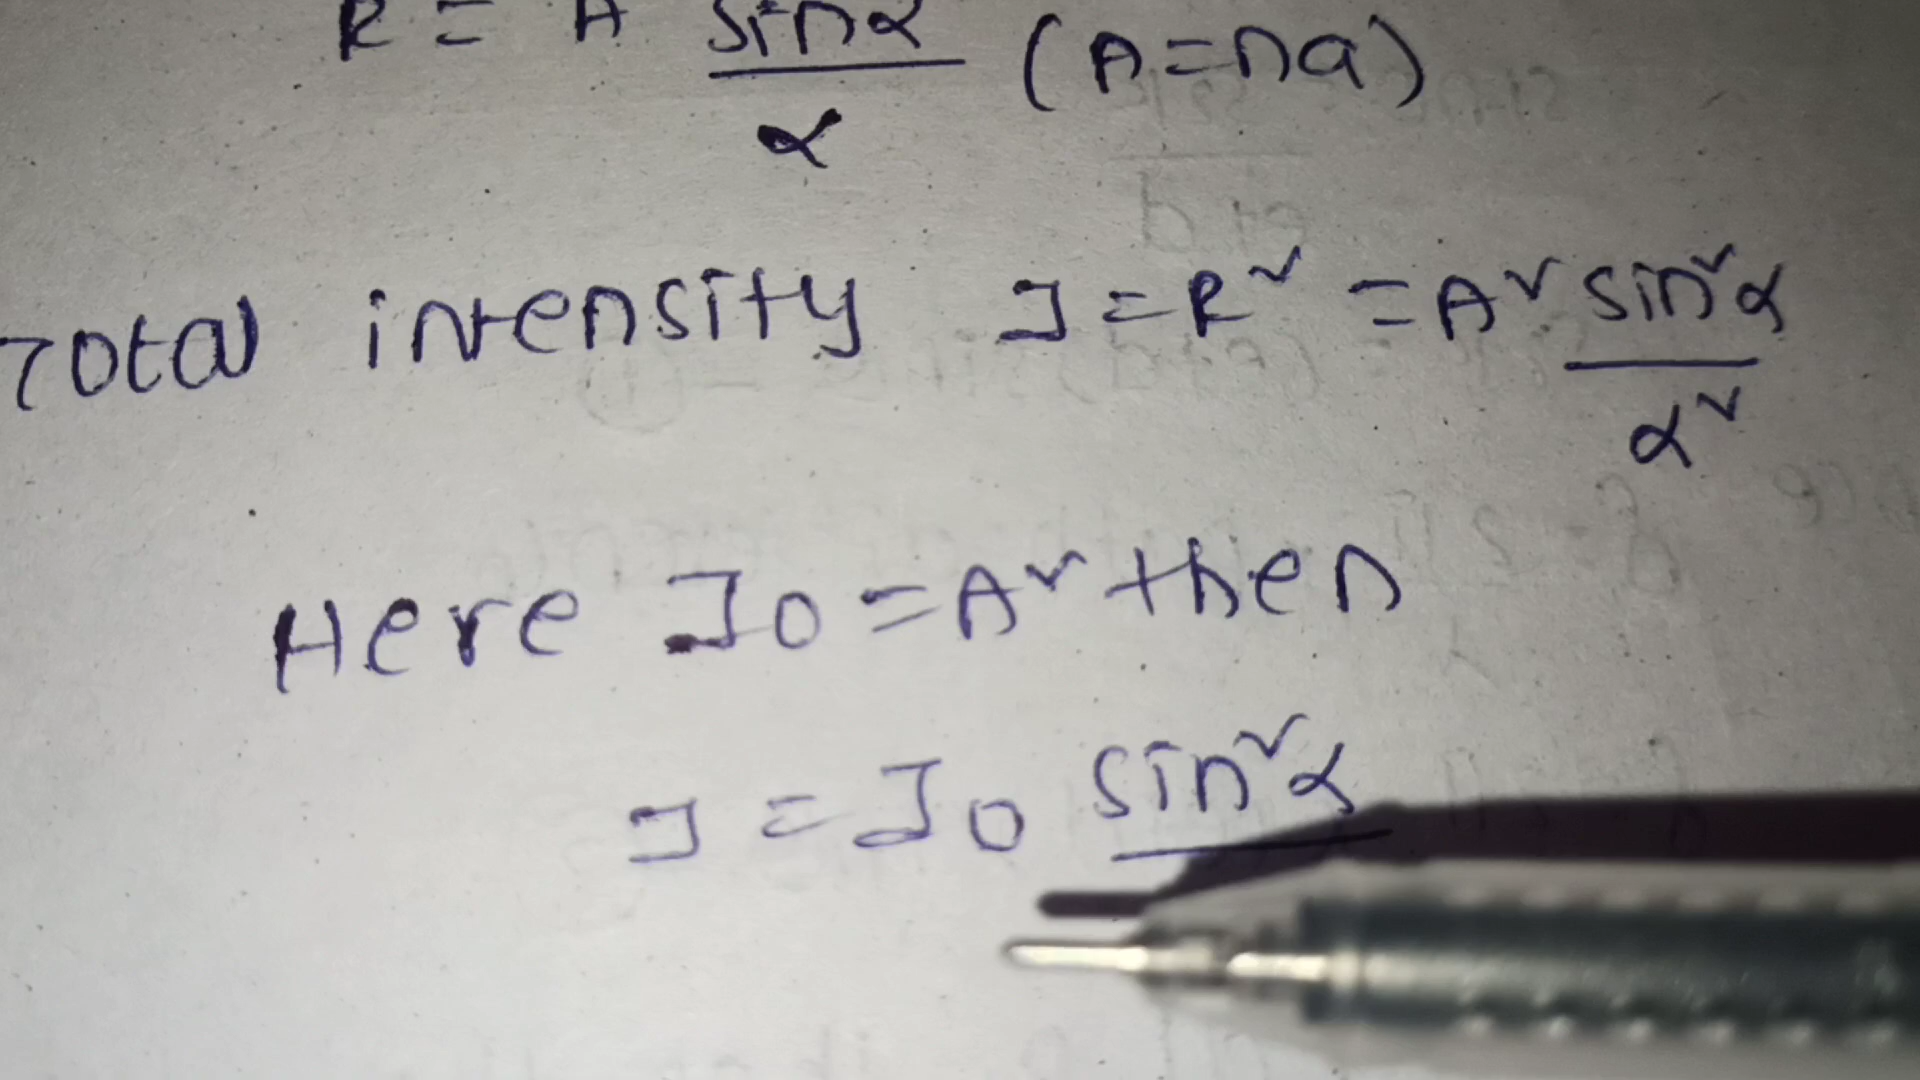 R = A sinα / α (A=na)
Total intensity I = R² = A² sin²α / α²
Here I0 = A² then
I = I0 sin²α